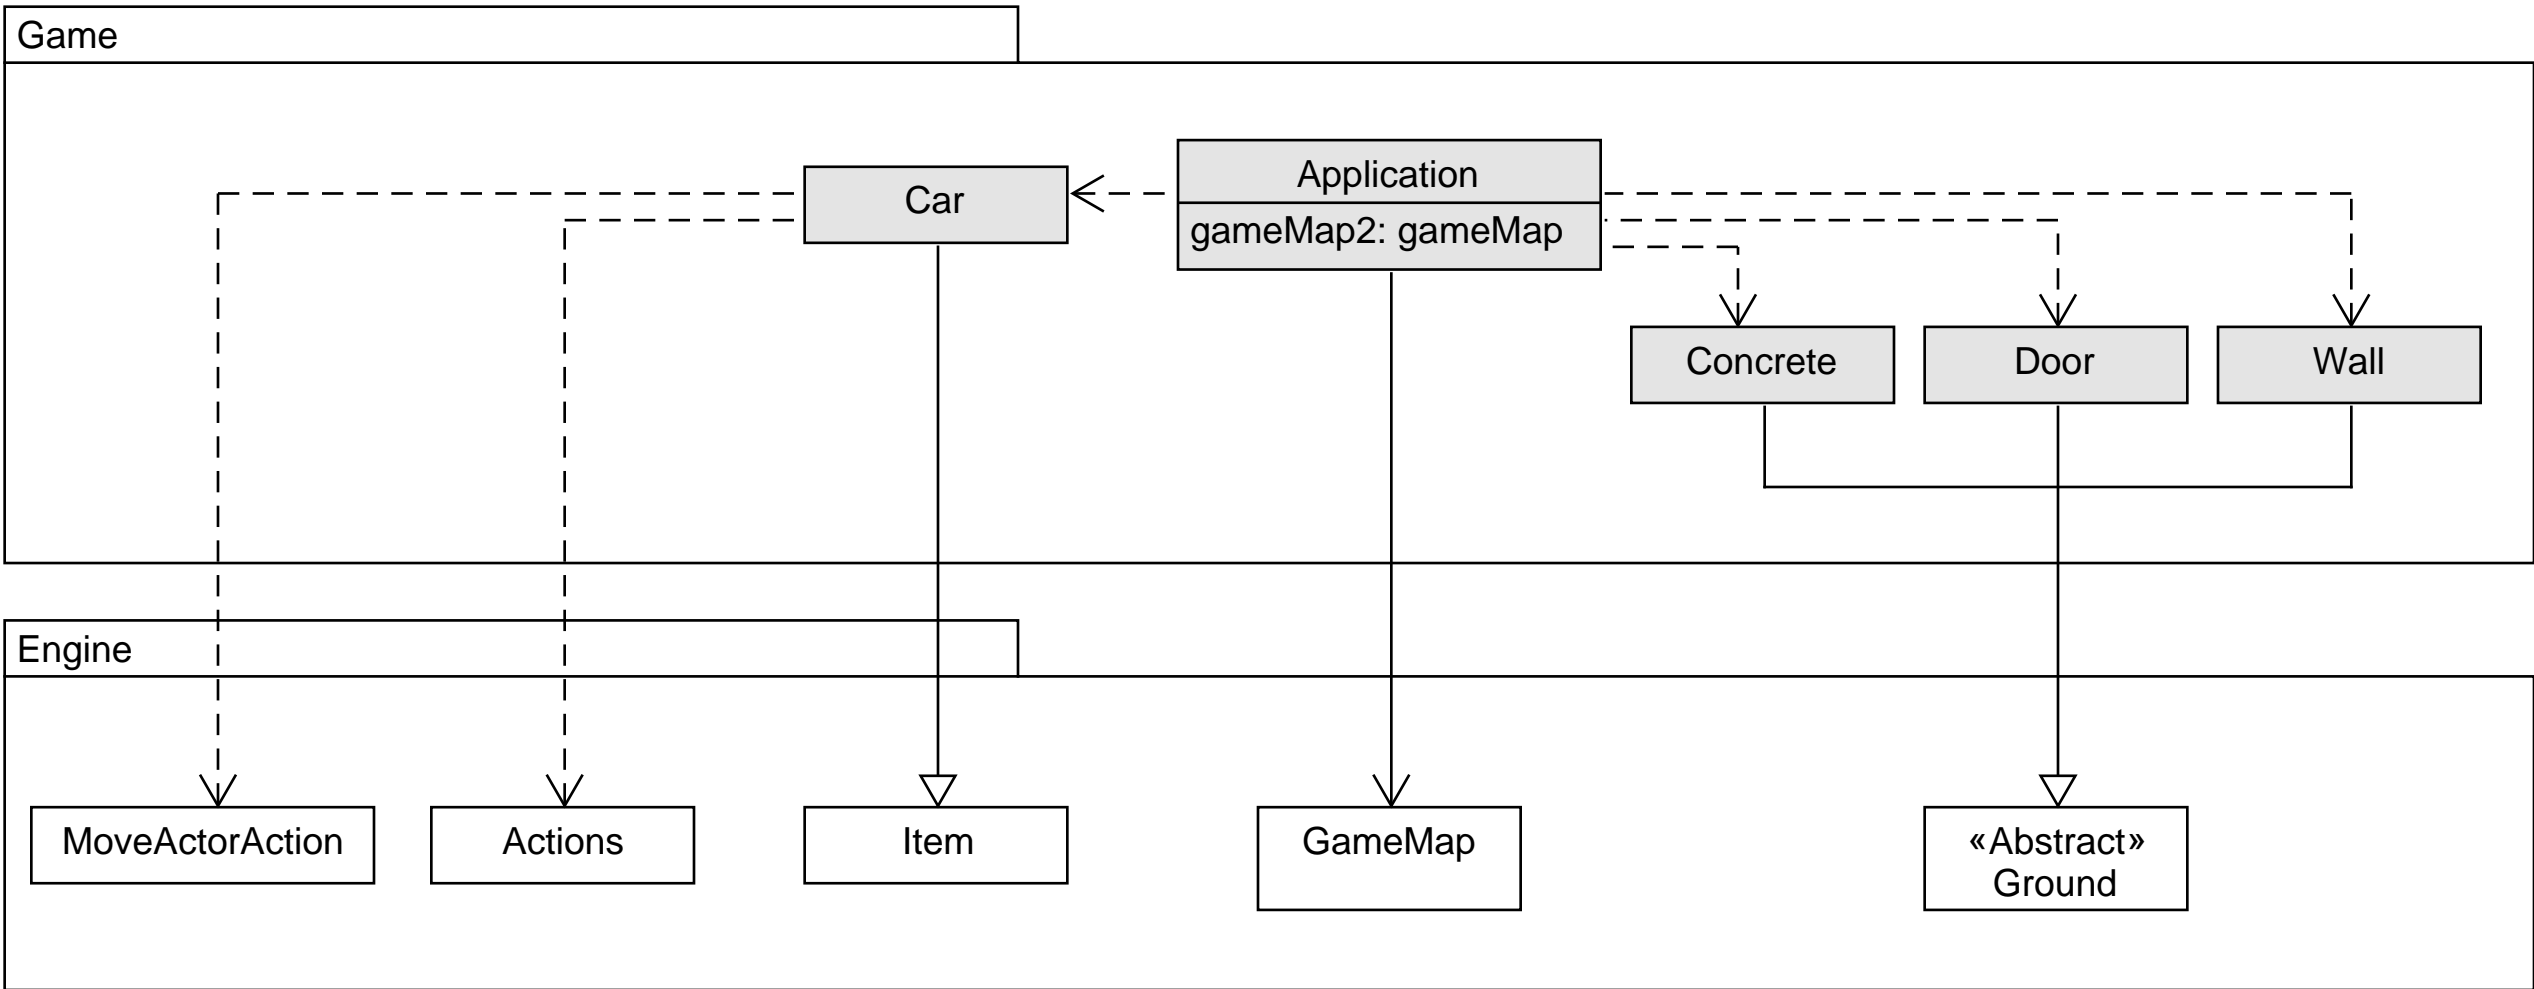 Game
Car
Application
gameMap2: gameMap
Concrete
Door
Wall
Engine
MoveActorAction
Actions
Item
GameMap
«Abstract»
Ground